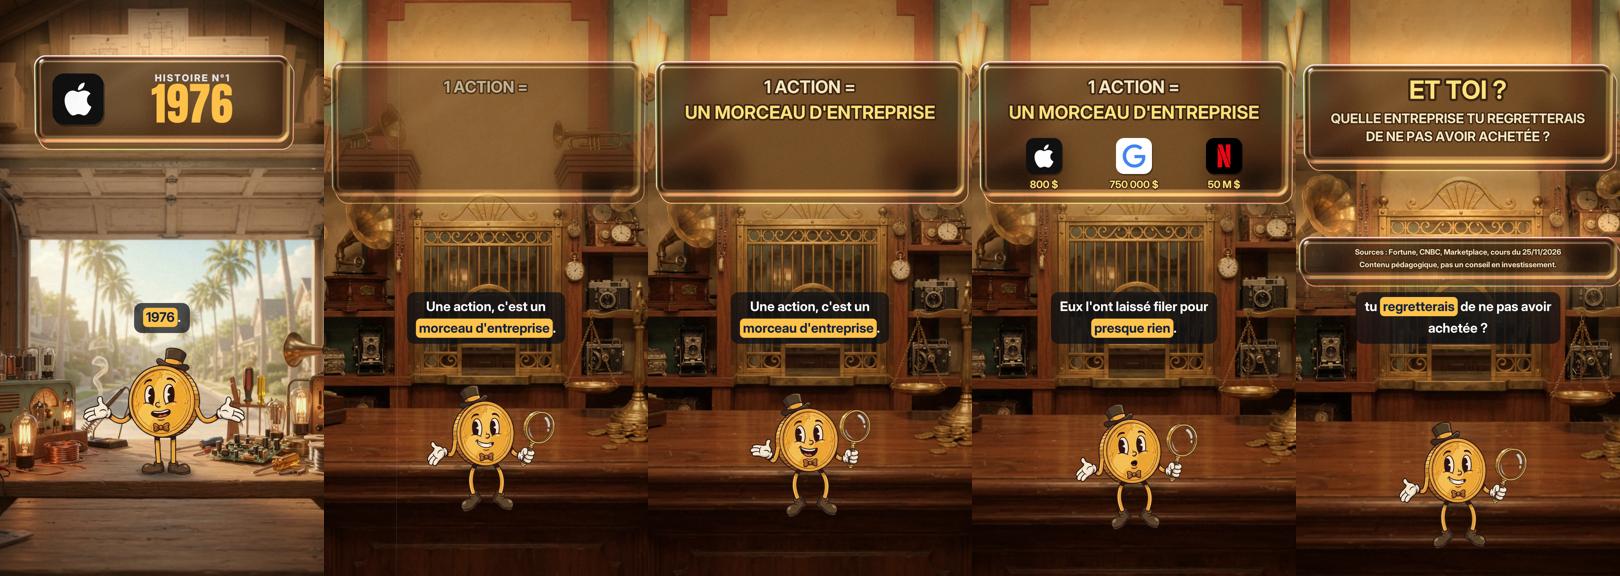 HISTOIRE N°1
1976
1976.
1 ACTION =
Une action, c'est un
morceau d'entreprise.
1 ACTION =
UN MORCEAU D'ENTREPRISE
Une action, c'est un
morceau d'entreprise.
1 ACTION =
UN MORCEAU D'ENTREPRISE
G
N
800 $
750 000 $
50 M $
Eux l'ont laissé filer pour
presque rien.
ET TOI ?
QUELLE ENTREPRISE TU REGRETTERAIS
DE NE PAS AVOIR ACHETÉE ?
Sources : Fortune, CNBC, Marketplace, cours du 25/11/2026
Contenu pédagogique, pas un conseil en investissement.
tu regretterais de ne pas avoir
achetée ?